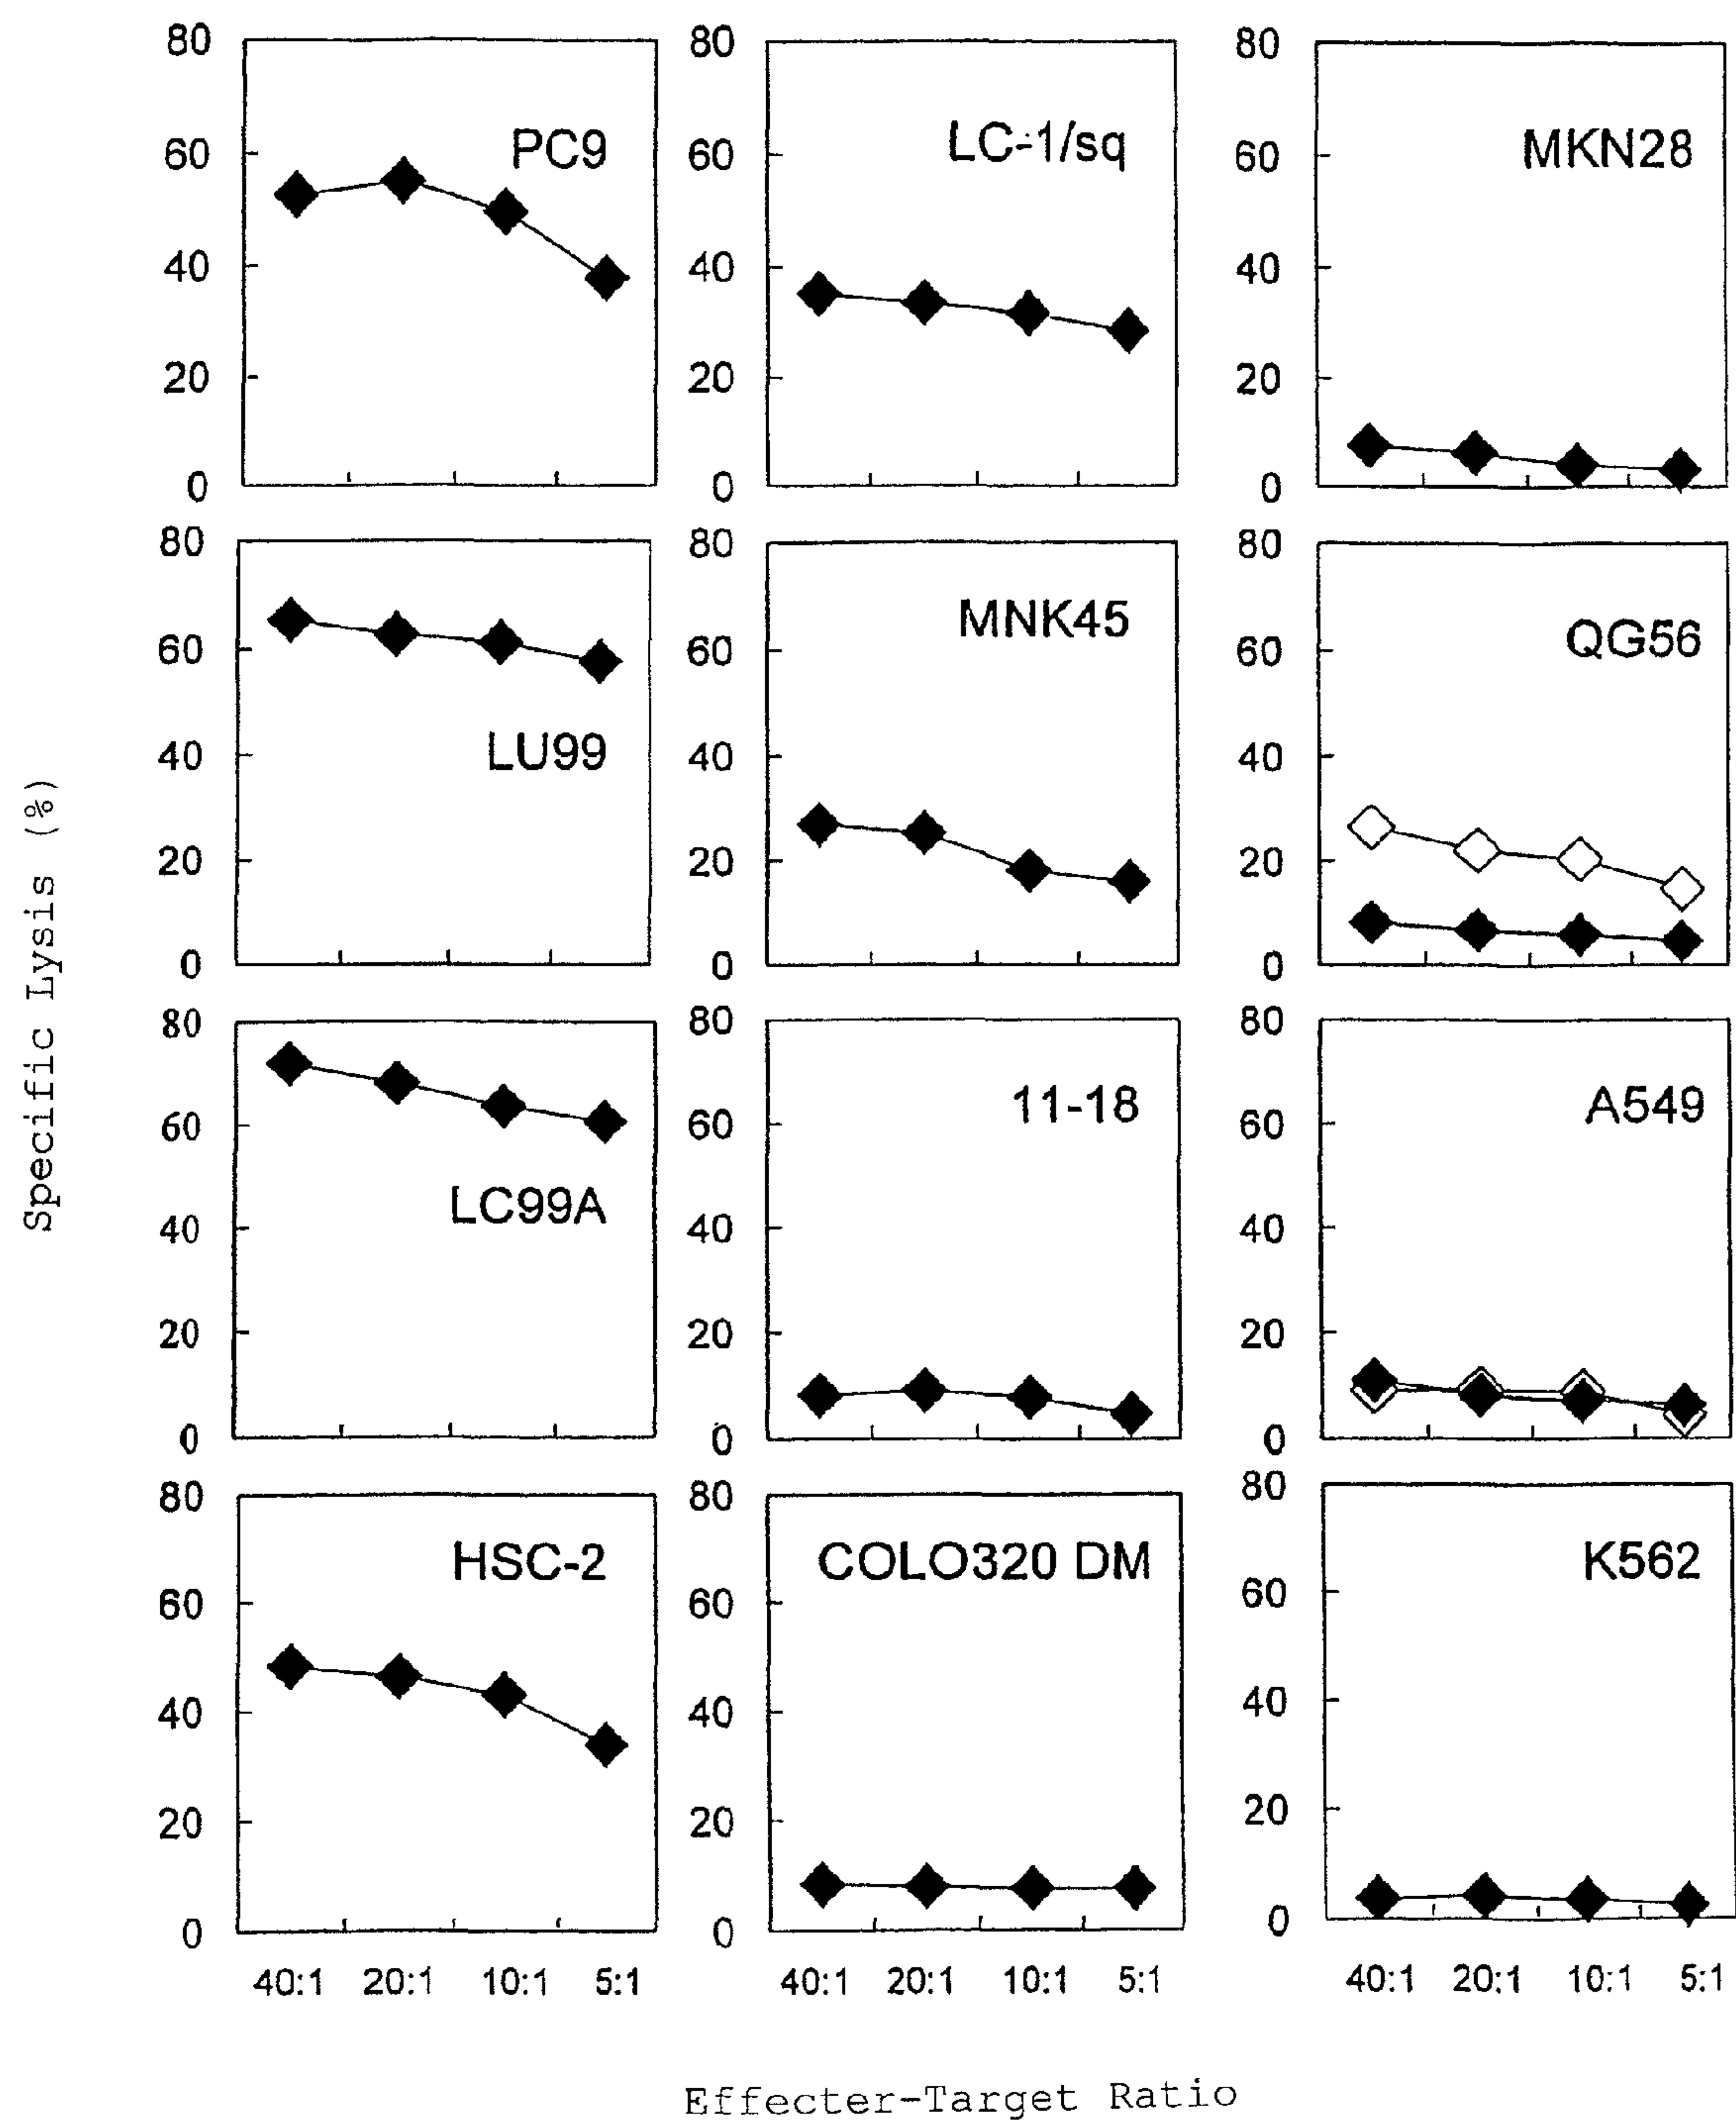 80 80 80
PC9 LC-1/sq MKN28
60 60 60
40 40 40
20 20 20
0 0 0
80 80 80
MNK45 QG56
60 60 60
LU99
40 40 40
20 20 20
0 0 0
80 80 80
11-18 A549
60 60 60
LC99A
40 40 40
20 20 20
0 0 0
80 80 80
HSC-2 COLO320 DM K562
60 60 60
40 40 40
20 20 20
0 0 0
40:1 20:1 10:1 5:1 40:1 20:1 10:1 5:1 40:1 20:1 10:1 5:1
Specific Lysis (%)
Effecter-Target Ratio